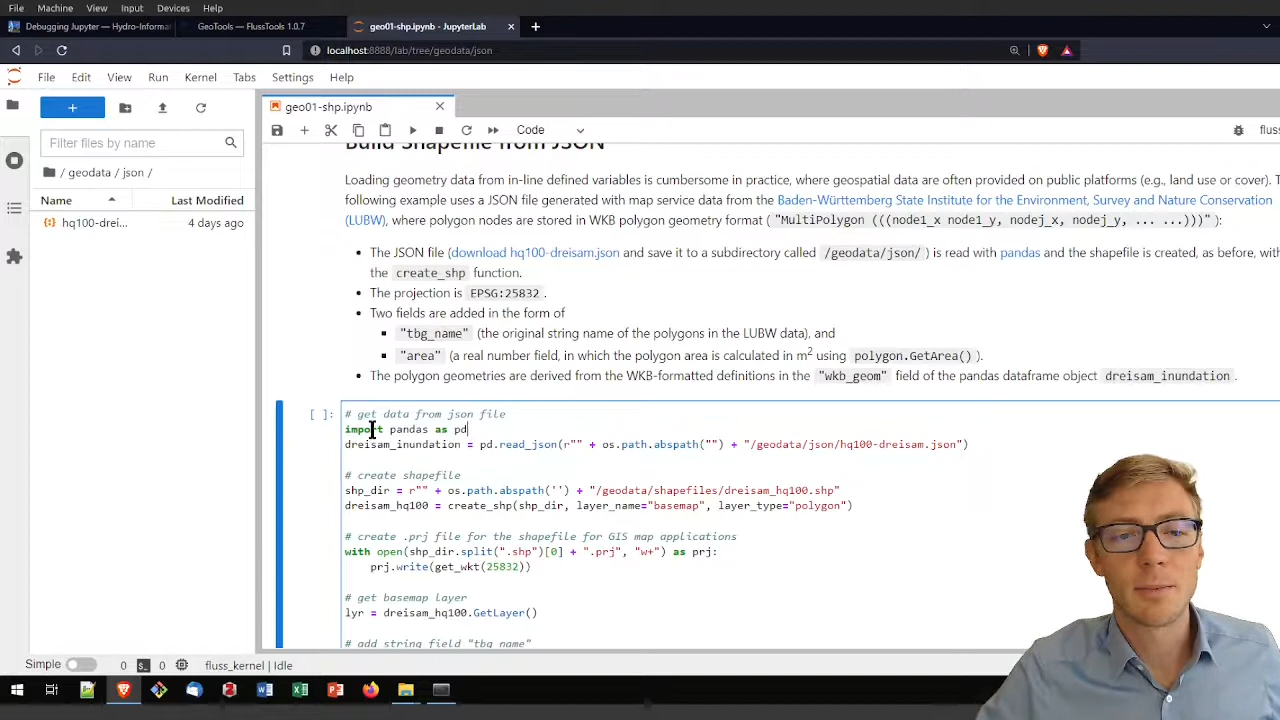 File Machine View Input Devices Help
Debugging Jupyter — Hydro-Informa
GeoTools — FlussTools 1.0.7
geo01-shp.ipynb - JupyterLab
localhost:8888/lab/tree/geodata/json
File Edit View Run Kernel Tabs Settings Help
geo01-shp.ipynb
Code
Filter files by name
/ geodata / json /
Name Last Modified
hq100-drei... 4 days ago
Build Shapefile from JSON
Loading geometry data from in-line defined variables is cumbersome in practice, where geospatial data are often provided on public platforms (e.g., land use or cover). T
following example uses a JSON file generated with map service data from the Baden-Württemberg State Institute for the Environment, Survey and Nature Conservation
(LUBW), where polygon nodes are stored in WKB polygon geometry format ( "MultiPolygon (((node1_x node1_y, nodej_x, nodej_y, ... ...)))" ):
• The JSON file (download hq100-dreisam.json and save it to a subdirectory called /geodata/json/ ) is read with pandas and the shapefile is created, as before, with
the create_shp function.
• The projection is EPSG:25832 .
• Two fields are added in the form of
▪ "tbg_name" (the original string name of the polygons in the LUBW data), and
▪ "area" (a real number field, in which the polygon area is calculated in m2 using polygon.GetArea() ).
• The polygon geometries are derived from the WKB-formatted definitions in the "wkb_geom" field of the pandas dataframe object dreisam_inundation .
[ ]: # get data from json file
import pandas as pd
dreisam_inundation = pd.read_json(r"" + os.path.abspath("") + "/geodata/json/hq100-dreisam.json")
# create shapefile
shp_dir = r"" + os.path.abspath('') + "/geodata/shapefiles/dreisam_hq100.shp"
dreisam_hq100 = create_shp(shp_dir, layer_name="basemap", layer_type="polygon")
# create .prj file for the shapefile for GIS map applications
with open(shp_dir.split(".shp")[0] + ".prj", "w+") as prj:
prj.write(get_wkt(25832))
# get basemap layer
lyr = dreisam_hq100.GetLayer()
# add string field "tbg_name"
Simple 0 0 fluss_kernel | Idle